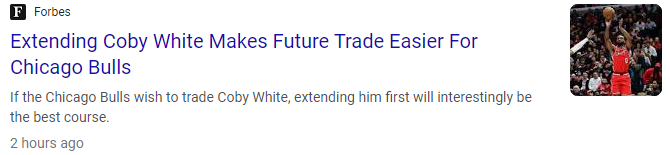 Forbes
Extending Coby White Makes Future Trade Easier For
Chicago Bulls
If the Chicago Bulls wish to trade Coby White, extending him first will interestingly be
the best course.
2 hours ago